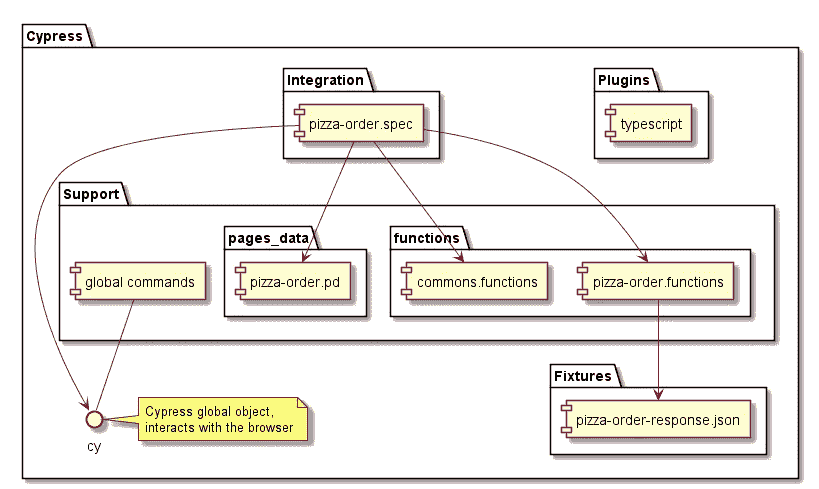 Cypress
Integration
Plugins
pizza-order.spec
typescript
Support
pages_data
functions
global commands
pizza-order.pd
commons.functions
pizza-order.functions
Fixtures
pizza-order-response.json
Cypress global object,
interacts with the browser
cy